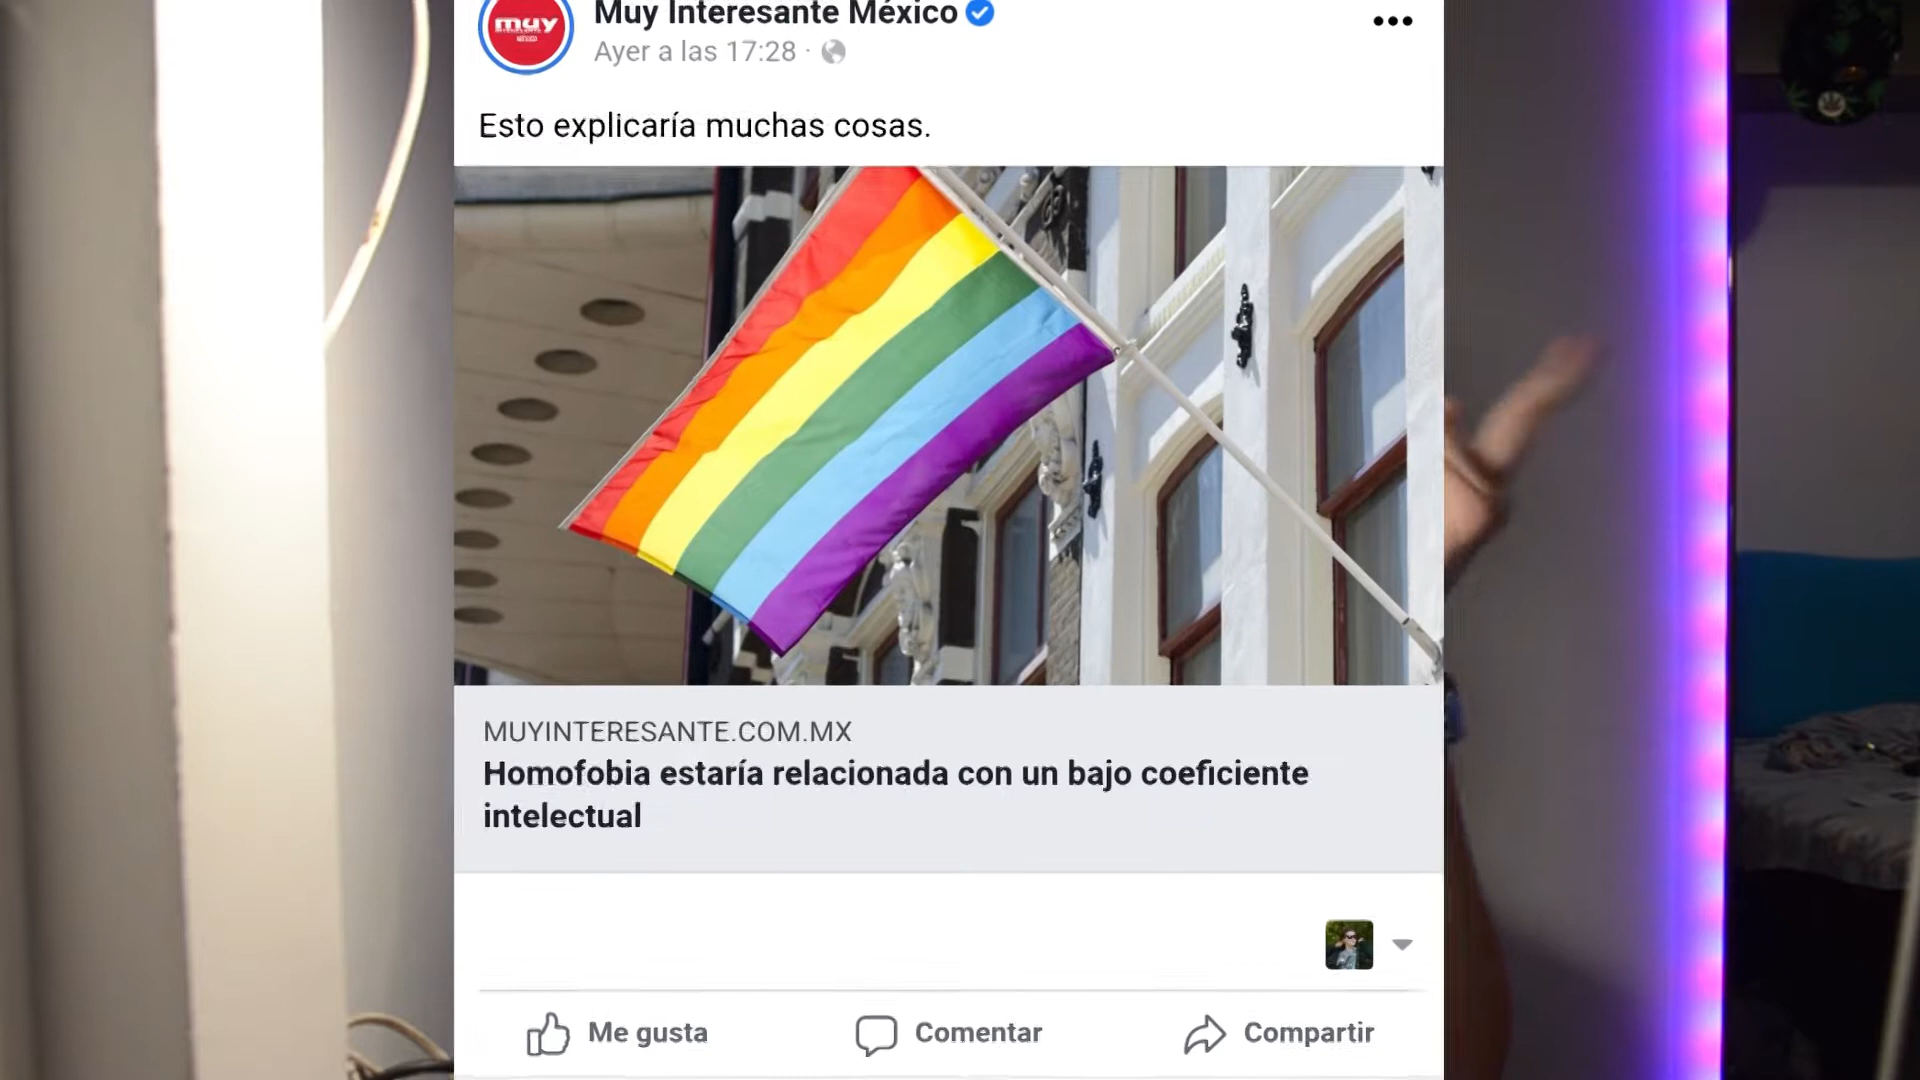 muy
Muy Interesante México
Ayer a las 17:28 ·
Esto explicaría muchas cosas.
MUYINTERESANTE.COM.MX
Homofobia estaría relacionada con un bajo coeficiente
intelectual
Me gusta
Comentar
Compartir